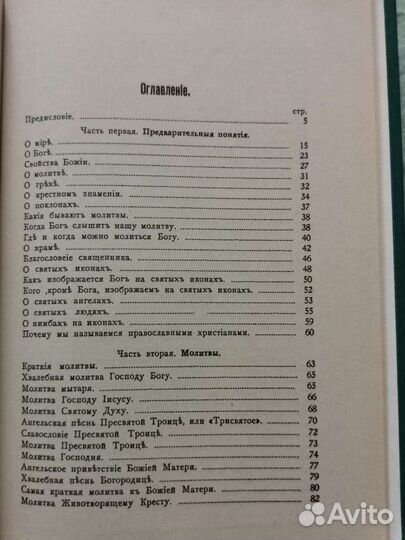 Оглавленіе.
стр.
Предисловіе. 5
Часть первая. Предварительныя понятія.
О мірѣ. 15
О Богѣ. 23
Свойства Божіи. 27
О молитвѣ. 31
О грѣхѣ. 32
О крестномъ знаменіи. 34
О поклонахъ. 37
Какія бываютъ молитвы. 38
Когда Богъ слышитъ нашу молитву. 38
Гдѣ и когда можно молиться Богу. 40
О храмѣ. 42
Благословеіе священника. 46
О святыхъ иконахъ. 48
Какъ изображается Богъ на святыхъ иконахъ. 50
Кого ,кромѣ Бога, изображаемъ на святыхъ иконахъ. 52
О святыхъ ангелахъ. 53
О святыхъ людяхъ. 55
О нимбахъ на иконахъ. 59
Почему мы называемся православными христіанами. 60
Часть вторая. Молитвы.
Краткія молитвы. 63
Хвалебная молитва Господу Богу. 65
Молитва мытаря. 65
Молитва Господу Іисусу. 66
Молитва Святому Духу. 68
Ангельская пѣснь Пресвятой Троицѣ, или «Трисвятое». 70
Славословіе Пресвятой Троицѣ. 72
Молитва Пресвятой Троицѣ. 73
Молитва Господня. 74
Ангельское привѣтствіе Божіей Матери. 77
Хвалебная пѣснь Богородицѣ. 79
Самая краткая молитва къ Божіей Матери. 80
Молитва Животворящему Кресту. 82
Avito